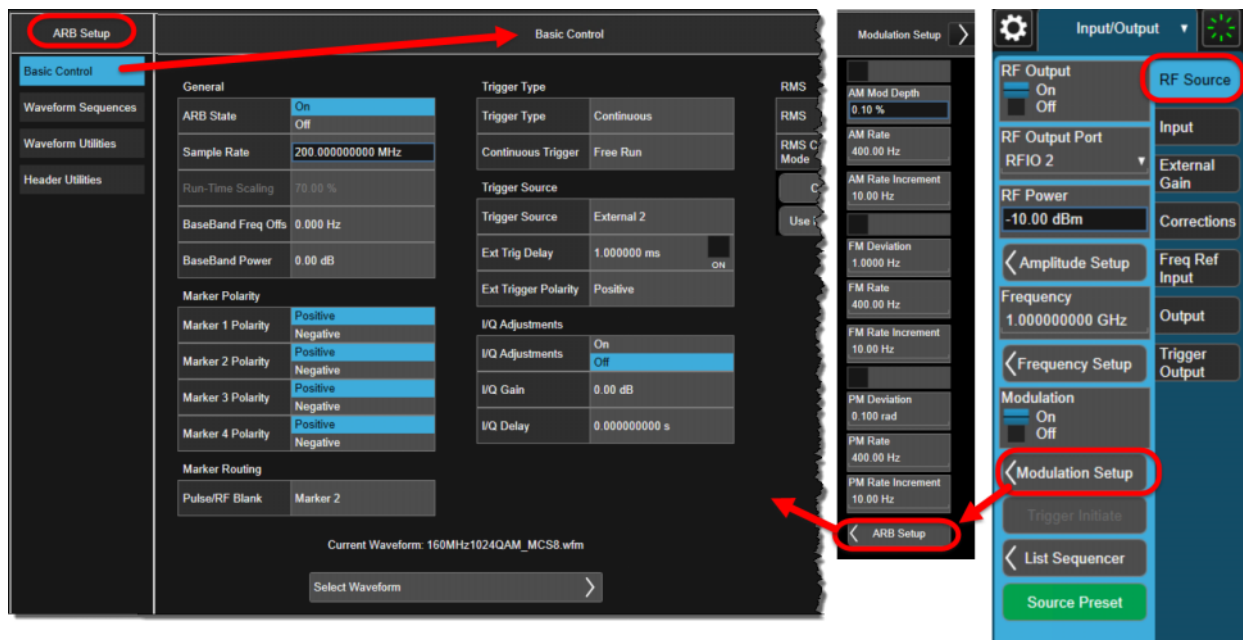 ARB Setup
Basic Control
Basic Control
Waveform Sequences
Waveform Utilities
Header Utilities
General
ARB State
On
Off
Sample Rate
200.000000000 MHz
Run-Time Scaling
70.00 %
BaseBand Freq Offs
0.000 Hz
BaseBand Power
0.00 dB
Marker Polarity
Marker 1 Polarity
Positive
Negative
Marker 2 Polarity
Positive
Negative
Marker 3 Polarity
Positive
Negative
Marker 4 Polarity
Positive
Negative
Marker Routing
Pulse/RF Blank
Marker 2
Trigger Type
Trigger Type
Continuous
Continuous Trigger
Free Run
Trigger Source
Trigger Source
External 2
Ext Trig Delay
1.000000 ms
ON
Ext Trigger Polarity
Positive
I/Q Adjustments
I/Q Adjustments
On
Off
I/Q Gain
0.00 dB
I/Q Delay
0.000000000 s
RMS
RMS
RMS C
Mode
C
Use
Current Waveform: 160MHz1024QAM_MCS8.wfm
Select Waveform
Modulation Setup
AM Mod Depth
0.10 %
AM Rate
400.00 Hz
AM Rate Increment
10.00 Hz
FM Deviation
1.0000 Hz
FM Rate
400.00 Hz
FM Rate Increment
10.00 Hz
PM Deviation
0.100 rad
PM Rate
400.00 Hz
PM Rate Increment
10.00 Hz
ARB Setup
Input/Output
RF Output
On
Off
RF Output Port
RFIO 2
RF Power
-10.00 dBm
Amplitude Setup
Frequency
1.000000000 GHz
Frequency Setup
Modulation
On
Off
Modulation Setup
Trigger Initiate
List Sequencer
Source Preset
RF Source
Input
External
Gain
Corrections
Freq Ref
Input
Output
Trigger
Output